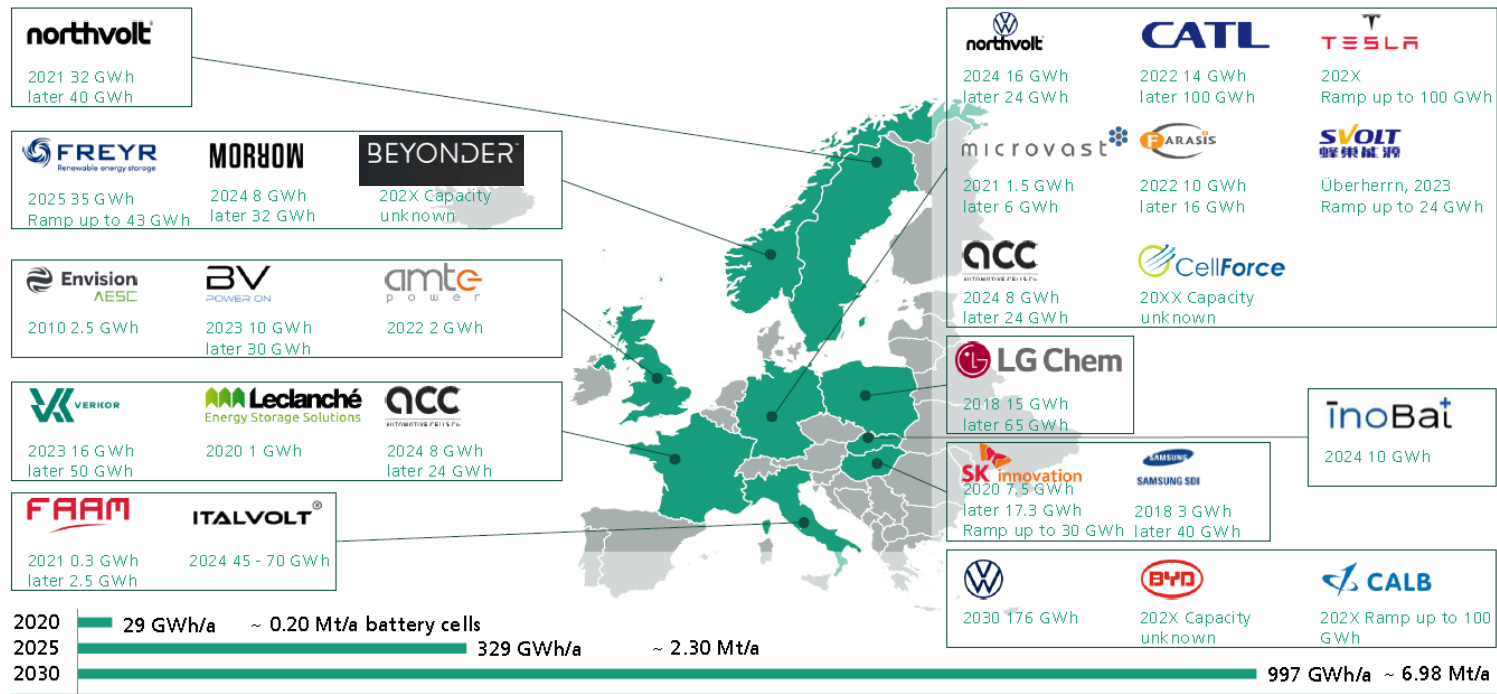 northvolt
2021 32 GWh
later 40 GWh
FREYR
Renewable energy storage
2025 35 GWh
Ramp up to 43 GWh
MORROW
2024 8 GWh
later 32 GWh
BEYONDER
202X Capacity
unknown
Envision
AESC
2010 2.5 GWh
BV
POWER ON
2023 10 GWh
later 30 GWh
amte
power
2022 2 GWh
VERKOR
2023 16 GWh
later 50 GWh
Leclanché
Energy Storage Solutions
2020 1 GWh
acc
AUTOMOTIVE CELLS Co
2024 8 GWh
later 24 GWh
FAAM
2021 0.3 GWh
later 2.5 GWh
ITALVOLT®
2024 45 - 70 GWh
northvolt
2024 16 GWh
later 24 GWh
CATL
2022 14 GWh
later 100 GWh
TESLA
202X
Ramp up to 100 GWh
microvast
2021 1.5 GWh
later 6 GWh
FARASIS
2022 10 GWh
later 16 GWh
SVOLT
蜂巢能源
Überherrn, 2023
Ramp up to 24 GWh
acc
AUTOMOTIVE CELLS Co
2024 8 GWh
later 24 GWh
CellForce
20XX Capacity
unknown
LG Chem
2018 15 GWh
later 65 GWh
InoBat
2024 10 GWh
SK innovation
2020 7.5 GWh
later 17.3 GWh
Ramp up to 30 GWh
SAMSUNG
SAMSUNG SDI
2018 3 GWh
later 40 GWh
2030 176 GWh
BYD
202X Capacity
unknown
CALB
202X Ramp up to 100
GWh
2020 29 GWh/a ~ 0.20 Mt/a battery cells
2025 329 GWh/a ~ 2.30 Mt/a
2030 997 GWh/a ~ 6.98 Mt/a